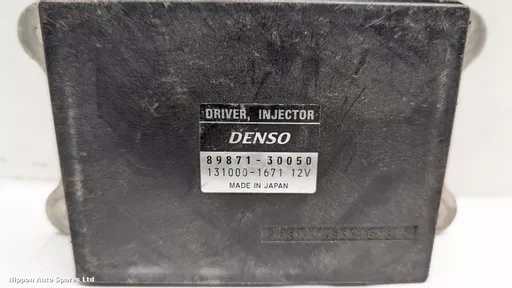 DRIVER, INJECTOR
DENSO
89871-30050
131000-1671 12V
MADE IN JAPAN
Nippon Auto Spares Ltd